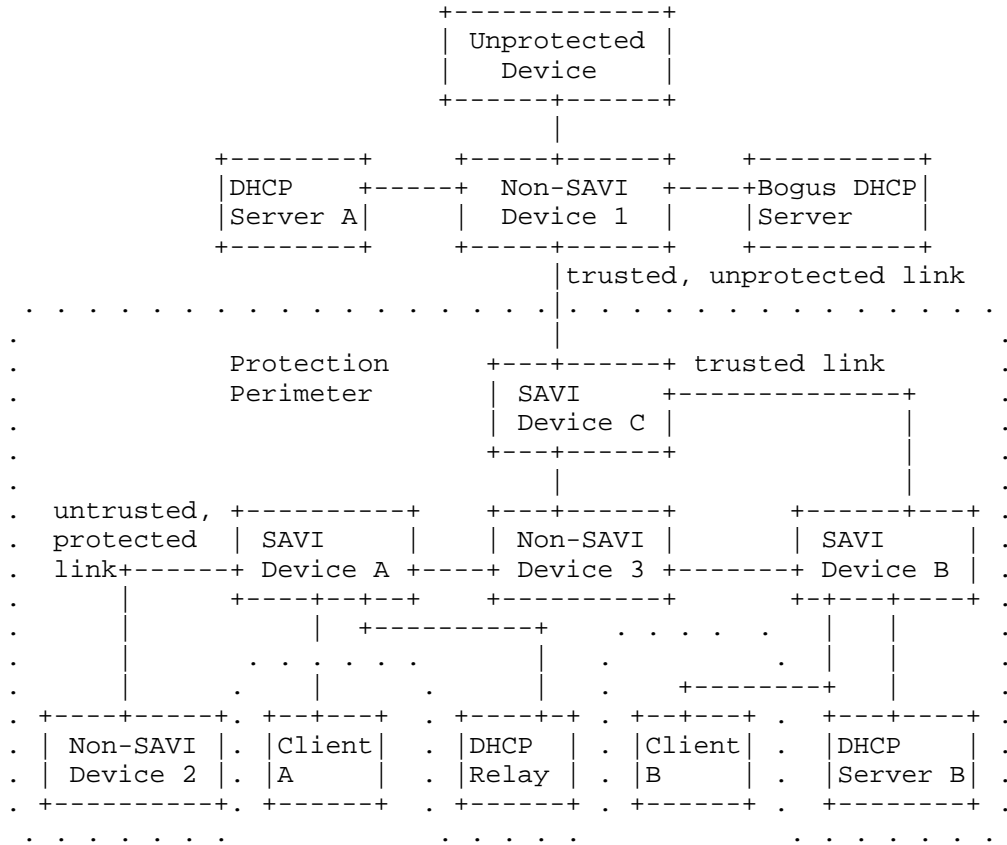 Unprotected
Device
DHCP Non-SAVI Bogus DHCP
Server A Device 1 Server
trusted, unprotected link
Protection trusted link
Perimeter SAVI
Device C
untrusted,
protected SAVI Non-SAVI SAVI
link Device A Device 3 Device B
Non-SAVI Client DHCP Client DHCP
Device 2 A Relay B Server B